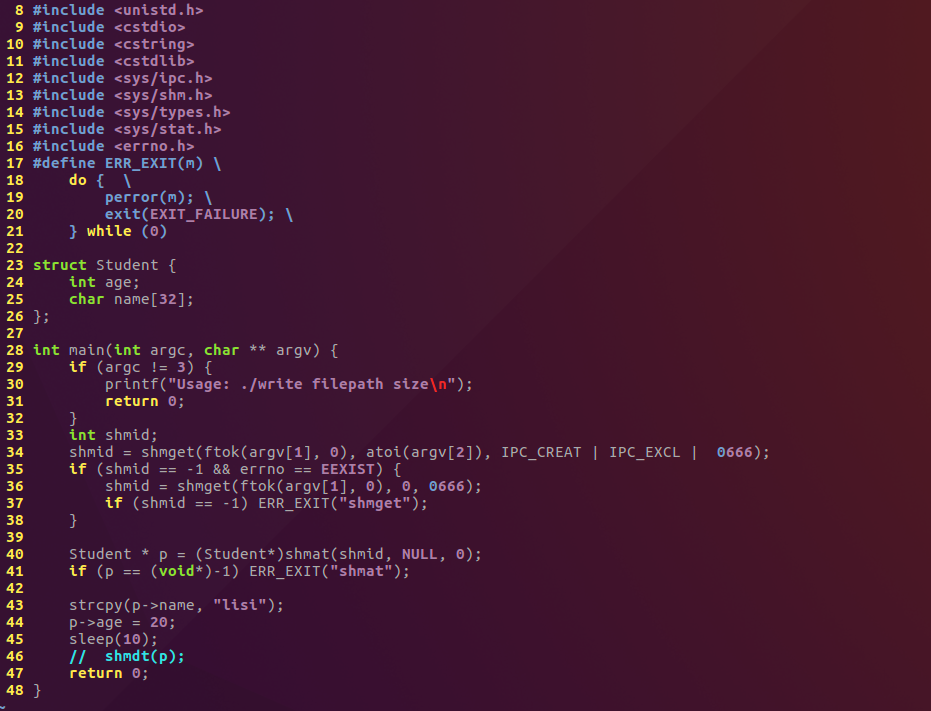 8 #include <unistd.h>
9 #include <cstdio>
10 #include <cstring>
11 #include <cstdlib>
12 #include <sys/ipc.h>
13 #include <sys/shm.h>
14 #include <sys/types.h>
15 #include <sys/stat.h>
16 #include <errno.h>
17 #define ERR_EXIT(m) \
18     do {  \
19         perror(m); \
20         exit(EXIT_FAILURE); \
21     } while (0)
22
23 struct Student {
24     int age;
25     char name[32];
26 };
27
28 int main(int argc, char ** argv) {
29     if (argc != 3) {
30         printf("Usage: ./write filepath size\n");
31         return 0;
32     }
33     int shmid;
34     shmid = shmget(ftok(argv[1], 0), atoi(argv[2]), IPC_CREAT | IPC_EXCL |  0666);
35     if (shmid == -1 && errno == EEXIST) {
36         shmid = shmget(ftok(argv[1], 0), 0, 0666);
37         if (shmid == -1) ERR_EXIT("shmget");
38     }
39
40     Student * p = (Student*)shmat(shmid, NULL, 0);
41     if (p == (void*)-1) ERR_EXIT("shmat");
42
43     strcpy(p->name, "lisi");
44     p->age = 20;
45     sleep(10);
46     //  shmdt(p);
47     return 0;
48 }
~